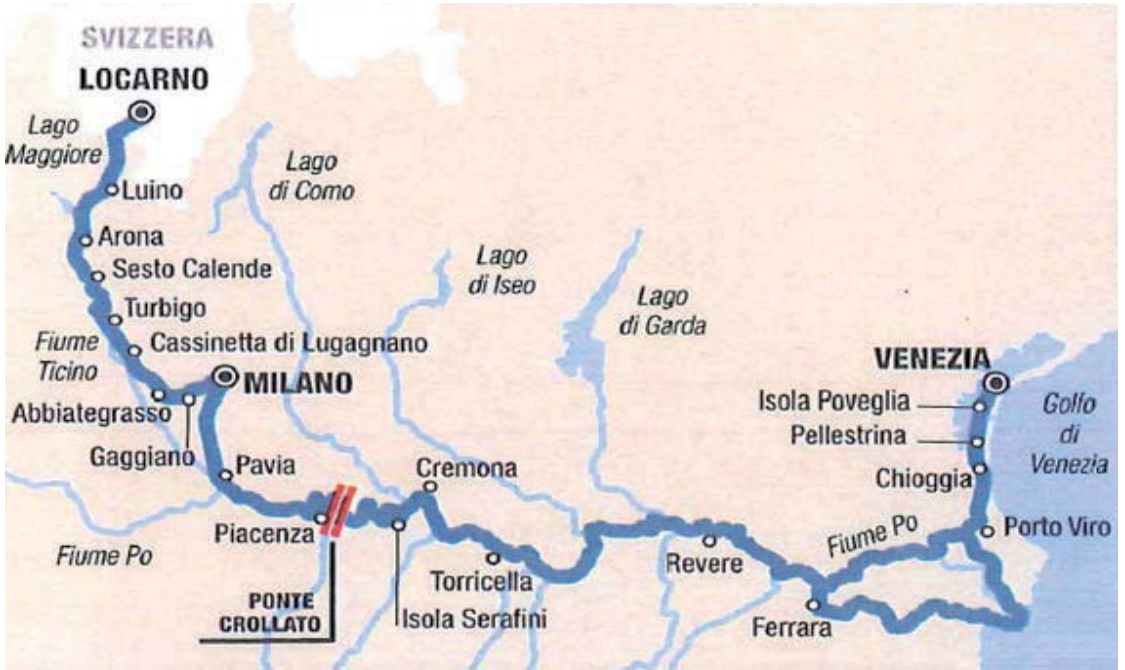 SVIZZERA
LOCARNO
Lago
Maggiore
Luino
Lago
di Como
Arona
Sesto Calende
Lago
di Iseo
Turbigo
Lago
di Garda
Fiume
Ticino
Cassinetta di Lugagnano
MILANO
VENEZIA
Abbiategrasso
Isola Poveglia
Golfo
di
Venezia
Gaggiano
Pellestrina
Pavia
Cremona
Chioggia
Piacenza
Fiume Po
Fiume Po
Porto Viro
Torricella
Revere
PONTE
CROLLATO
Isola Serafini
Ferrara